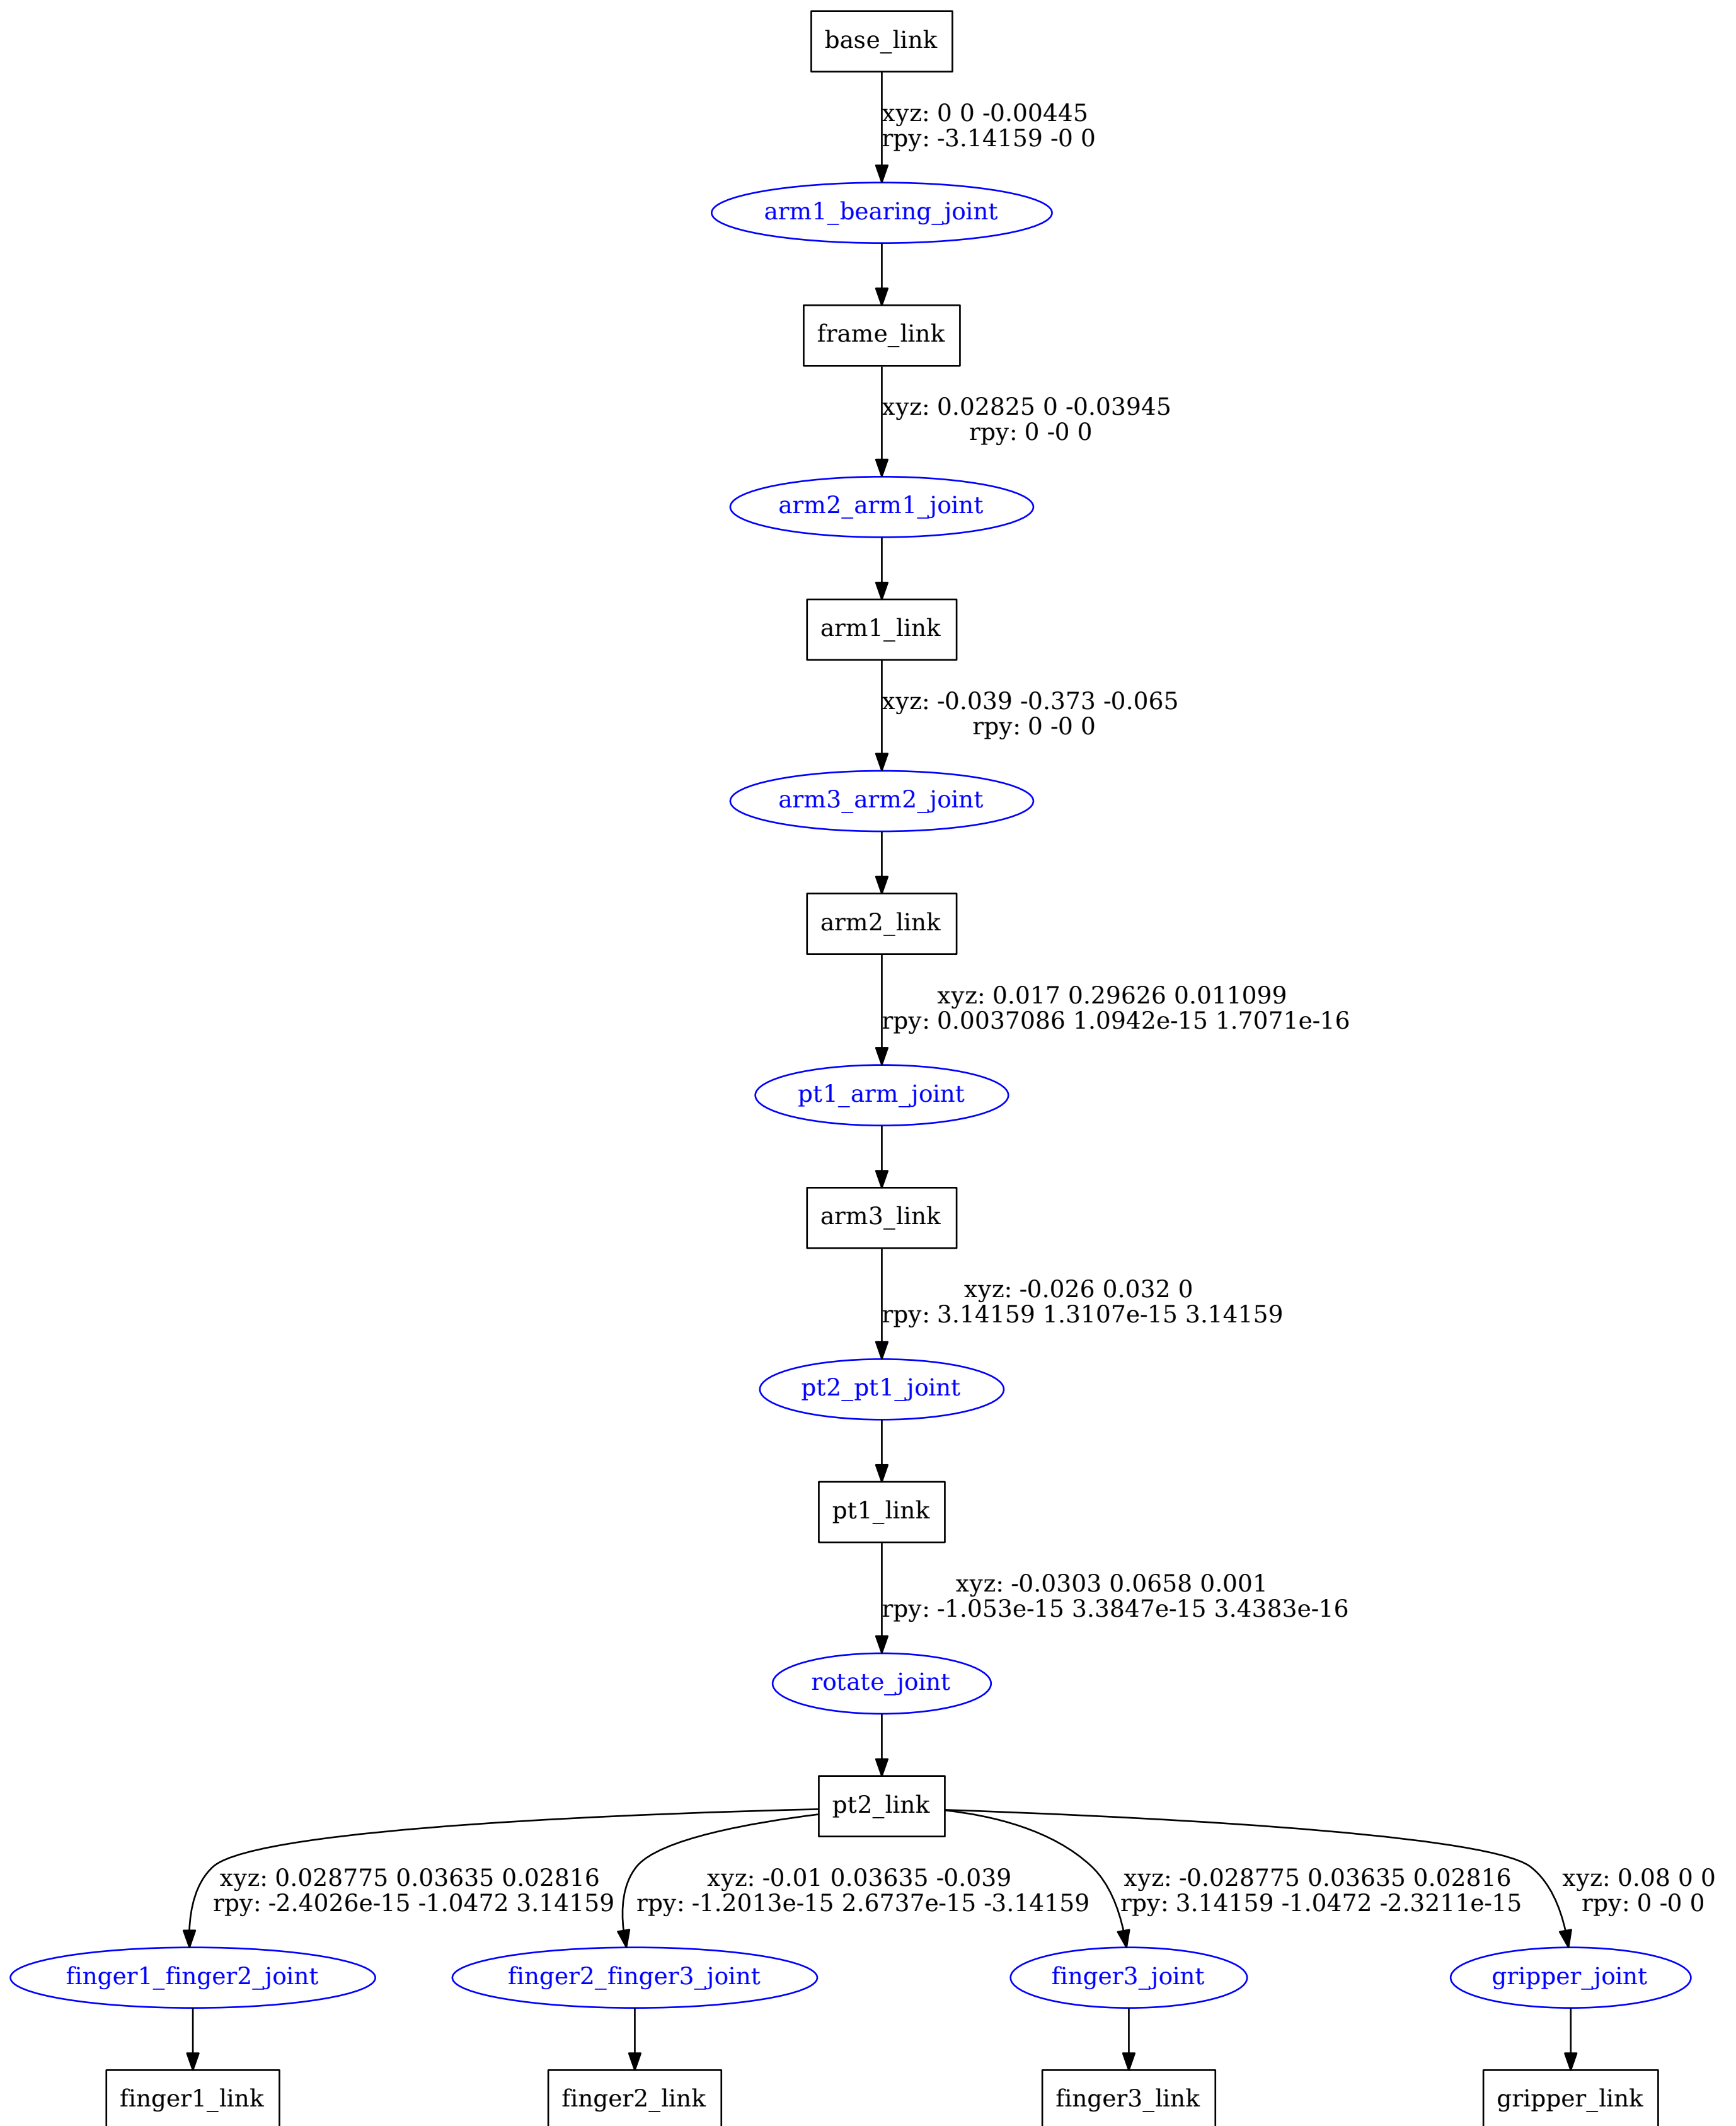 base_link
xyz: 0 0 -0.00445
rpy: -3.14159 -0 0
arm1_bearing_joint
frame_link
xyz: 0.02825 0 -0.03945
rpy: 0 -0 0
arm2_arm1_joint
arm1_link
xyz: -0.039 -0.373 -0.065
rpy: 0 -0 0
arm3_arm2_joint
arm2_link
xyz: 0.017 0.29626 0.011099
rpy: 0.0037086 1.0942e-15 1.7071e-16
pt1_arm_joint
arm3_link
xyz: -0.026 0.032 0
rpy: 3.14159 1.3107e-15 3.14159
pt2_pt1_joint
pt1_link
xyz: -0.0303 0.0658 0.001
rpy: -1.053e-15 3.3847e-15 3.4383e-16
rotate_joint
pt2_link
xyz: 0.028775 0.03635 0.02816
rpy: -2.4026e-15 -1.0472 3.14159
xyz: -0.01 0.03635 -0.039
rpy: -1.2013e-15 2.6737e-15 -3.14159
xyz: -0.028775 0.03635 0.02816
rpy: 3.14159 -1.0472 -2.3211e-15
xyz: 0.08 0 0
rpy: 0 -0 0
finger1_finger2_joint
finger2_finger3_joint
finger3_joint
gripper_joint
finger1_link
finger2_link
finger3_link
gripper_link